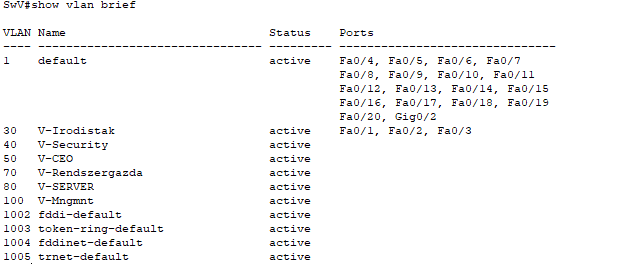 SwV#show vlan brief
VLAN Name                             Status    Ports
---- -------------------------------- --------- -------------------------------
1    default                          active    Fa0/4, Fa0/5, Fa0/6, Fa0/7
                                                Fa0/8, Fa0/9, Fa0/10, Fa0/11
                                                Fa0/12, Fa0/13, Fa0/14, Fa0/15
                                                Fa0/16, Fa0/17, Fa0/18, Fa0/19
                                                Fa0/20, Gig0/2
30   V-Irodistak                      active    Fa0/1, Fa0/2, Fa0/3
40   V-Security                       active
50   V-CEO                            active
70   V-Rendszergazda                  active
80   V-SERVER                         active
100  V-Mngmnt                         active
1002 fddi-default                     active
1003 token-ring-default               active
1004 fddinet-default                  active
1005 trnet-default                    active